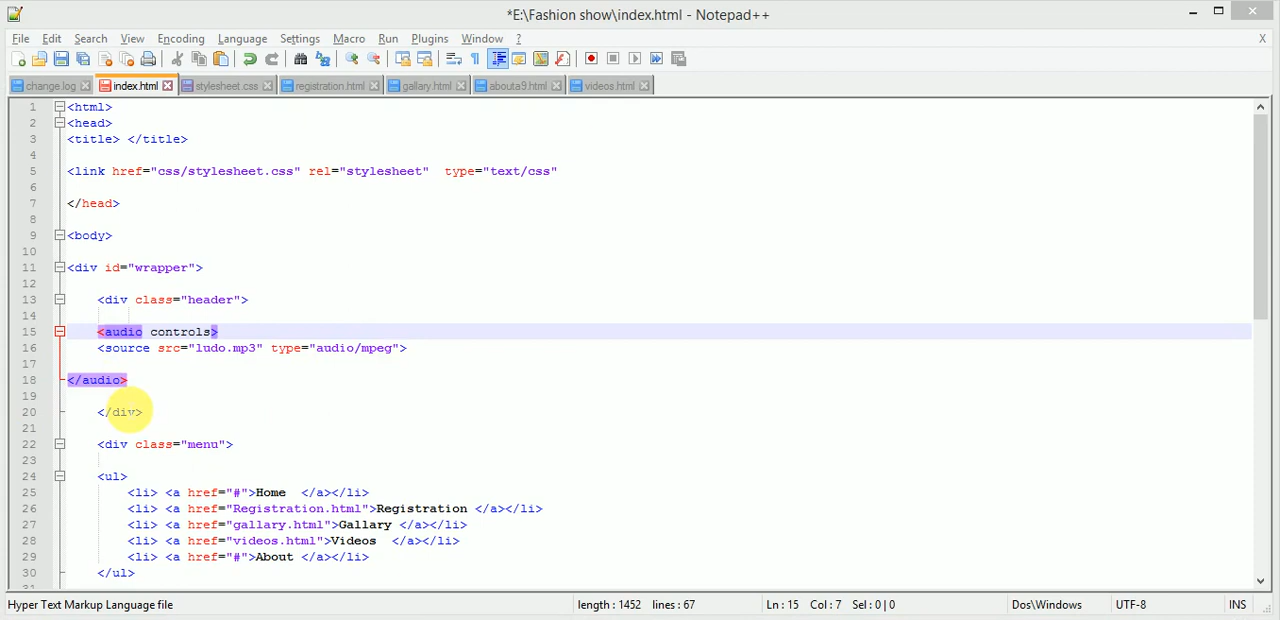 *E:\Fashion show\index.html - Notepad++
File Edit Search View Encoding Language Settings Macro Run Plugins Window ? X
change.log index.html stylesheet.css registration.html gallary.html abouta9.html videos.html
1 <html>
2 <head>
3 <title> </title>
4
5 <link href="css/stylesheet.css" rel="stylesheet"  type="text/css"
6
7 </head>
8
9 <body>
10
11 <div id="wrapper">
12
13 <div class="header">
14
15 <audio controls>
16 <source src="ludo.mp3" type="audio/mpeg">
17
18 </audio>
19
20 </div>
21
22 <div class="menu">
23
24 <ul>
25 <li> <a href="#">Home  </a></li>
26 <li> <a href="Registration.html">Registration </a></li>
27 <li> <a href="gallary.html">Gallary </a></li>
28 <li> <a href="videos.html">Videos  </a></li>
29 <li> <a href="#">About </a></li>
30 </ul>
31
Hyper Text Markup Language file length : 1452 lines : 67 Ln : 15 Col : 7 Sel : 0 | 0 Dos\Windows UTF-8 INS